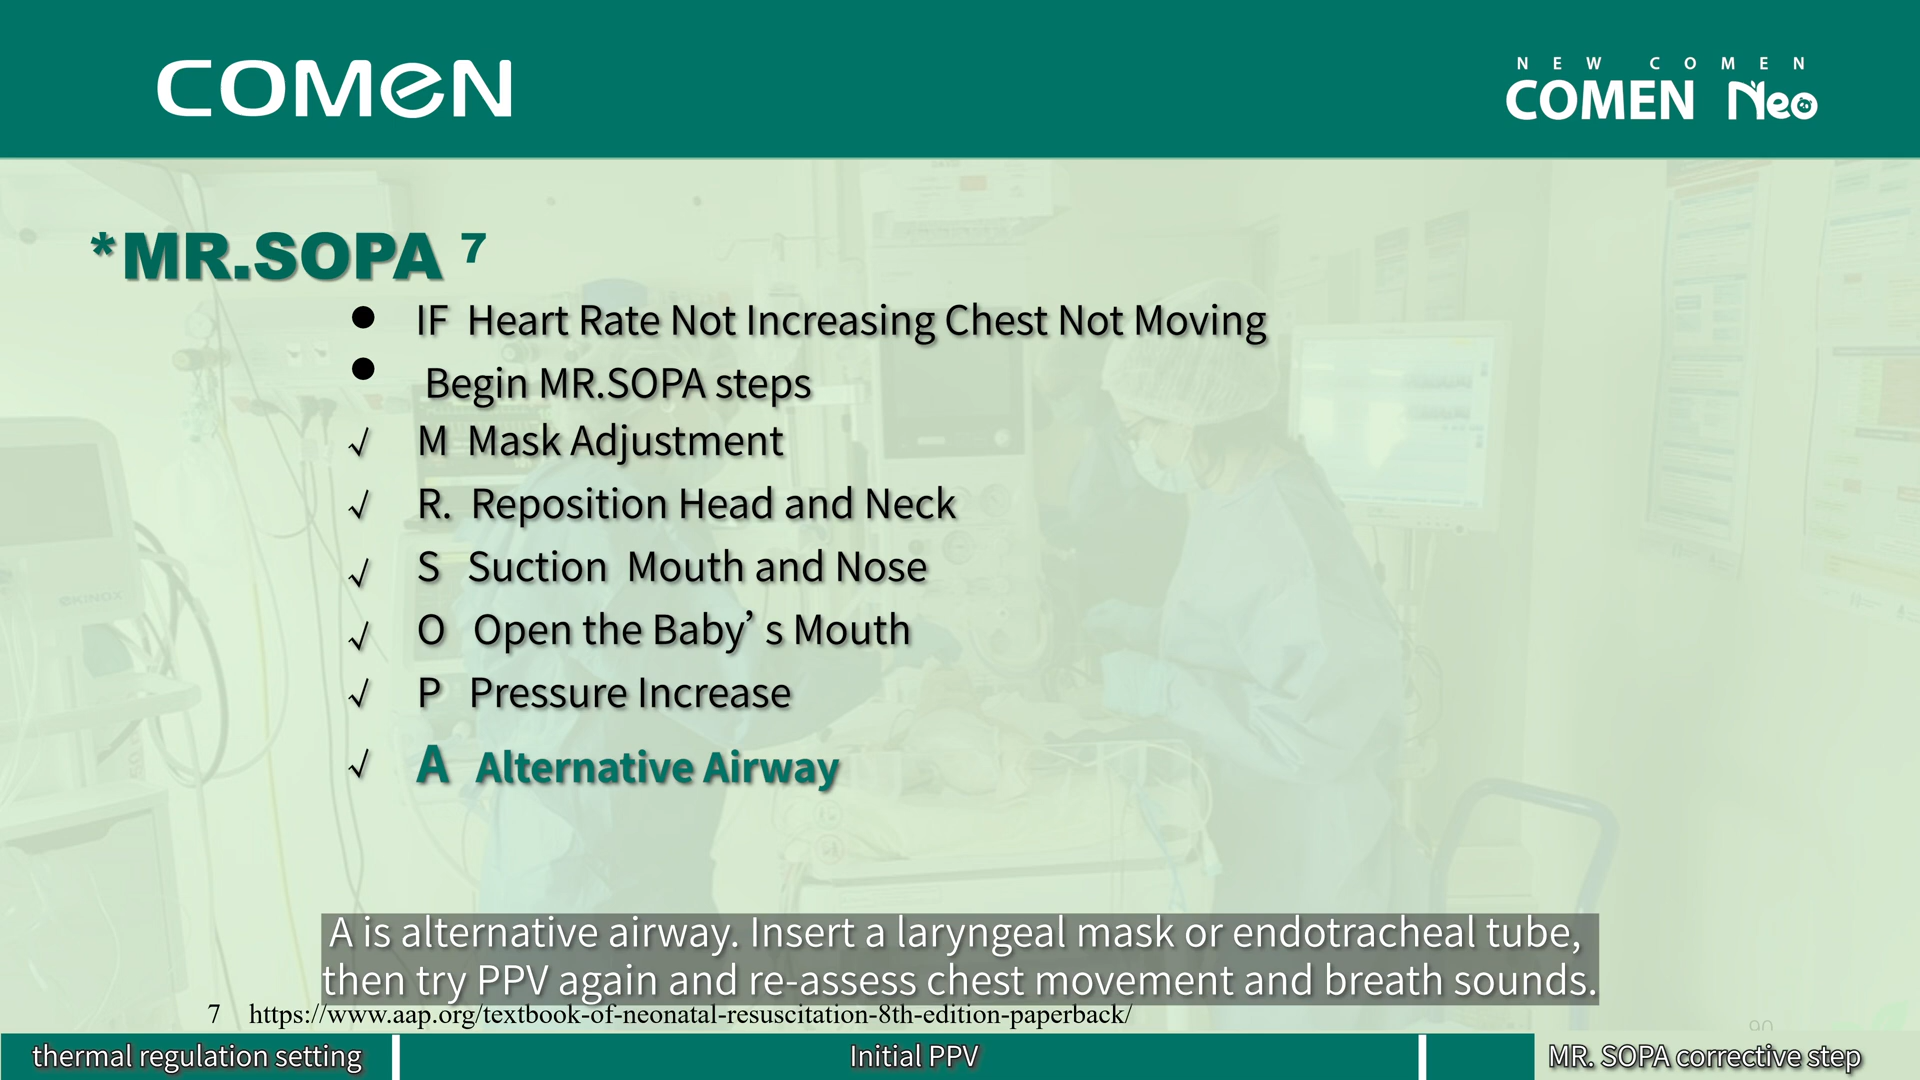 COMEN
NEW COMEN
COMEN Neo
*MR.SOPA 7
● IF Heart Rate Not Increasing Chest Not Moving
● Begin MR.SOPA steps
√ M Mask Adjustment
√ R. Reposition Head and Neck
√ S Suction Mouth and Nose
√ O Open the Baby’s Mouth
√ P Pressure Increase
√ A Alternative Airway
A is alternative airway. Insert a laryngeal mask or endotracheal tube,
then try PPV again and re-assess chest movement and breath sounds.
7 https://www.aap.org/textbook-of-neonatal-resuscitation-8th-edition-paperback/
thermal regulation setting
Initial PPV
MR. SOPA corrective step